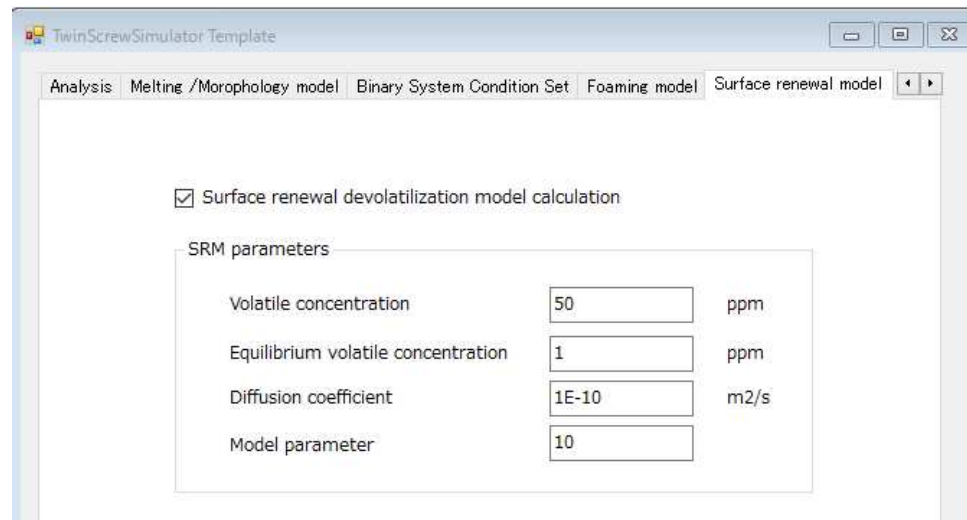 TwinScrewSimulator Template
Analysis Melting /Morophology model Binary System Condition Set Foaming model Surface renewal model
Surface renewal devolatilization model calculation
SRM parameters
Volatile concentration 50 ppm
Equilibrium volatile concentration 1 ppm
Diffusion coefficient 1E-10 m2/s
Model parameter 10